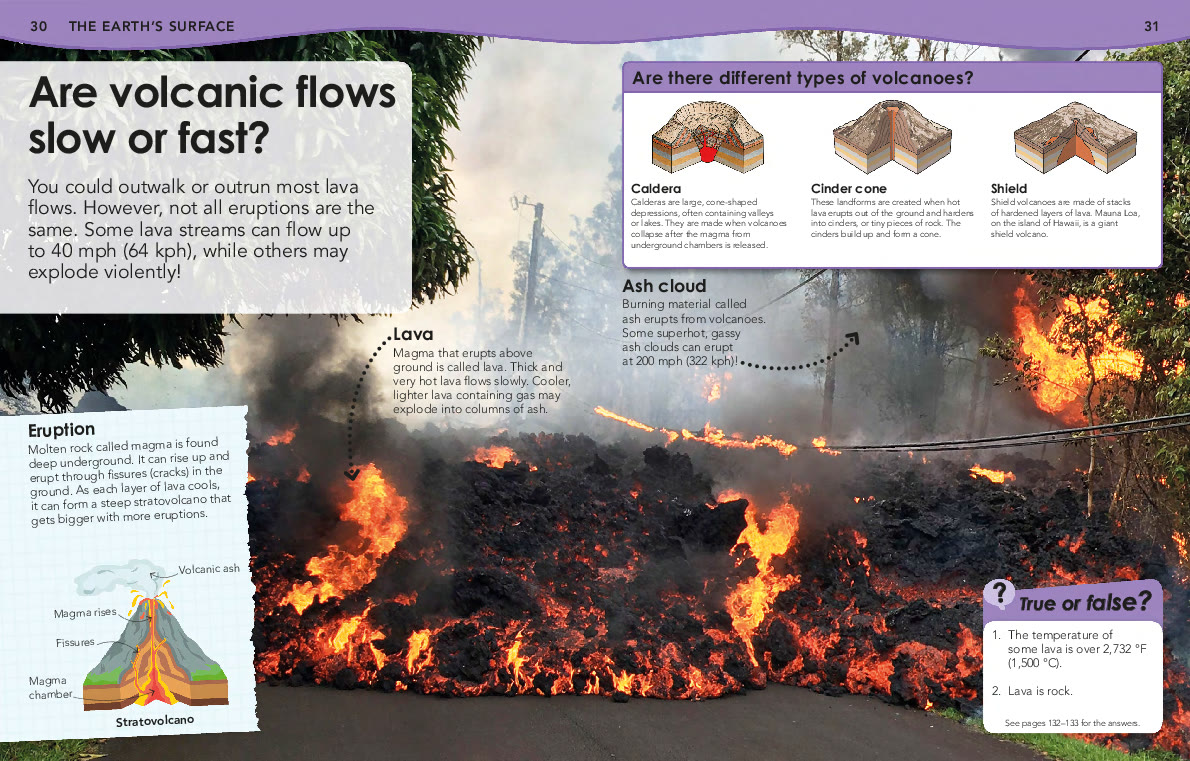 30 THE EARTH'S SURFACE
31
Are volcanic flows
slow or fast?
You could outwalk or outrun most lava
flows. However, not all eruptions are the
same. Some lava streams can flow up
to 40 mph (64 kph), while others may
explode violently!
Are there different types of volcanoes?
Caldera
Calderas are large, cone-shaped
depressions, often containing valleys
or lakes. They are made when volcanoes
collapse after the magma from
underground chambers is released.
Cinder cone
These landforms are created when hot
lava erupts out of the ground and hardens
into cinders, or tiny pieces of rock. The
cinders build up and form a cone.
Shield
Shield volcanoes are made of stacks
of hardened layers of lava. Mauna Loa,
on the island of Hawaii, is a giant
shield volcano.
Ash cloud
Burning material called
ash erupts from volcanoes.
Some superhot, gassy
ash clouds can erupt
at 200 mph (322 kph)!
Lava
Magma that erupts above
ground is called lava. Thick and
very hot lava flows slowly. Cooler,
lighter lava containing gas may
explode into columns of ash.
Eruption
Molten rock called magma is found
deep underground. It can rise up and
erupt through fissures (cracks) in the
ground. As each layer of lava cools,
it can form a steep stratovolcano that
gets bigger with more eruptions.
Volcanic ash
Magma rises
Fissures
Magma
chamber
Stratovolcano
? True or false?
1. The temperature of
some lava is over 2,732 °F
(1,500 °C).
2. Lava is rock.
See pages 132–133 for the answers.